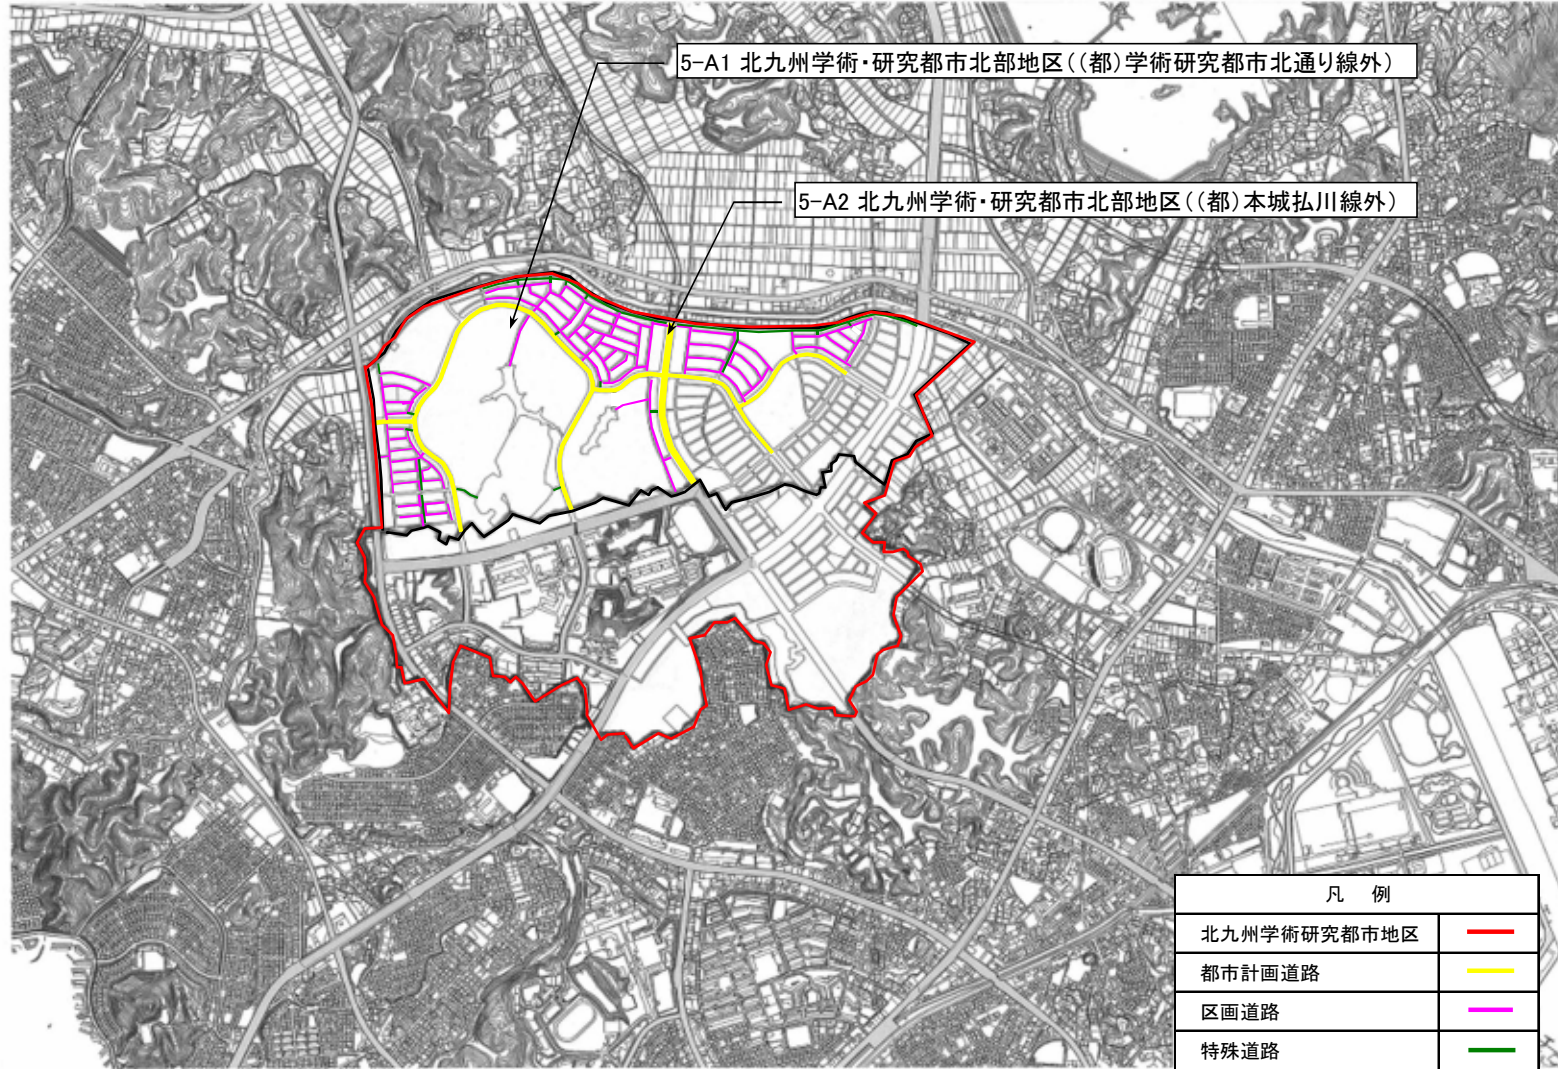 5-A1 北九州学術・研究都市北部地区((都)学術研究都市北通り線外)
5-A2 北九州学術・研究都市北部地区((都)本城払川線外)
凡 例
北九州学術研究都市地区
都市計画道路
区画道路
特殊道路